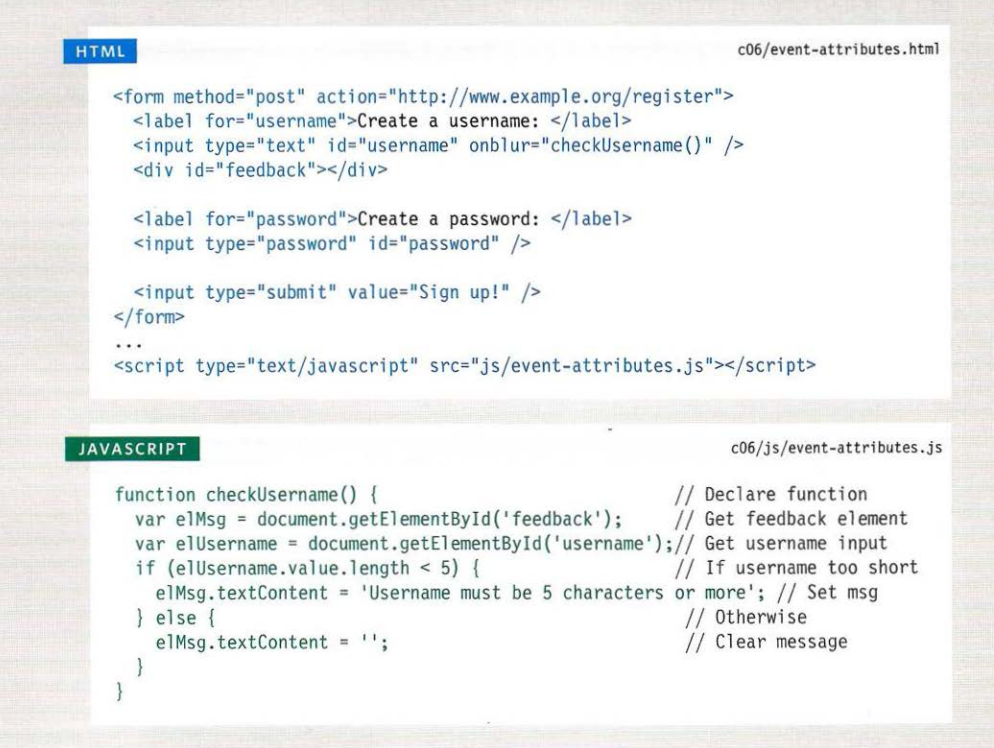 HTML
c06/event-attributes.html
<form method="post" action="http://www.example.org/register">
<label for="username">Create a username: </label>
<input type="text" id="username" onblur="checkUsername()" />
<div id="feedback"></div>
<label for="password">Create a password: </label>
<input type="password" id="password" />
<input type="submit" value="Sign up!" />
</form>
...
<script type="text/javascript" src="js/event-attributes.js"></script>
JAVASCRIPT
c06/js/event-attributes.js
function checkUsername() { // Declare function
var elMsg = document.getElementById('feedback'); // Get feedback element
var elUsername = document.getElementById('username');// Get username input
if (elUsername.value.length < 5) { // If username too short
elMsg.textContent = 'Username must be 5 characters or more'; // Set msg
} else { // Otherwise
elMsg.textContent = ''; // Clear message
}
}